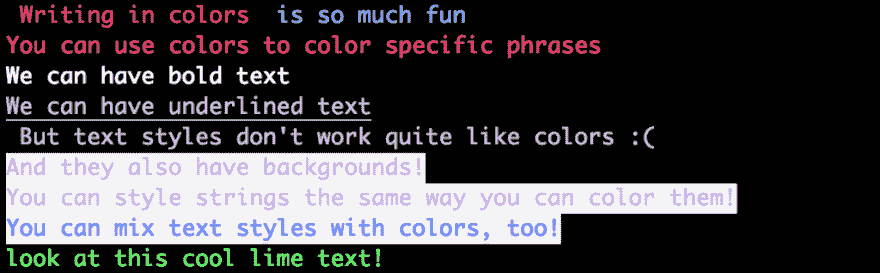 Writing in colors  is so much fun
You can use colors to color specific phrases
We can have bold text
We can have underlined text
But text styles don't work quite like colors :(
And they also have backgrounds!
You can style strings the same way you can color them!
You can mix text styles with colors, too!
look at this cool lime text!